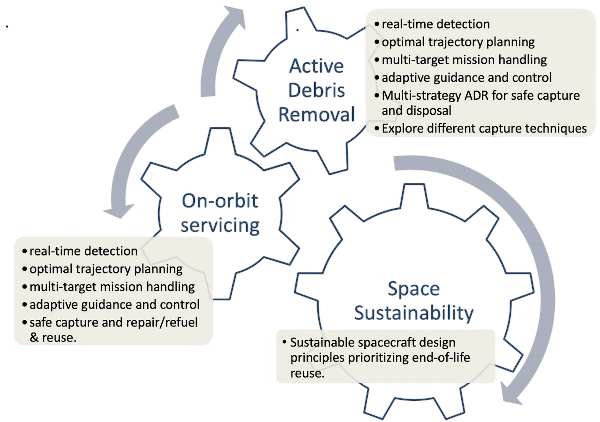 Active
Debris
Removal
• real-time detection
• optimal trajectory planning
• multi-target mission handling
• adaptive guidance and control
• Multi-strategy ADR for safe capture
and disposal
• Explore different capture techniques
On-orbit
servicing
• real-time detection
• optimal trajectory planning
• multi-target mission handling
• adaptive guidance and control
• safe capture and repair/refuel
& reuse.
Space
Sustainability
• Sustainable spacecraft design
principles prioritizing end-of-life
reuse.